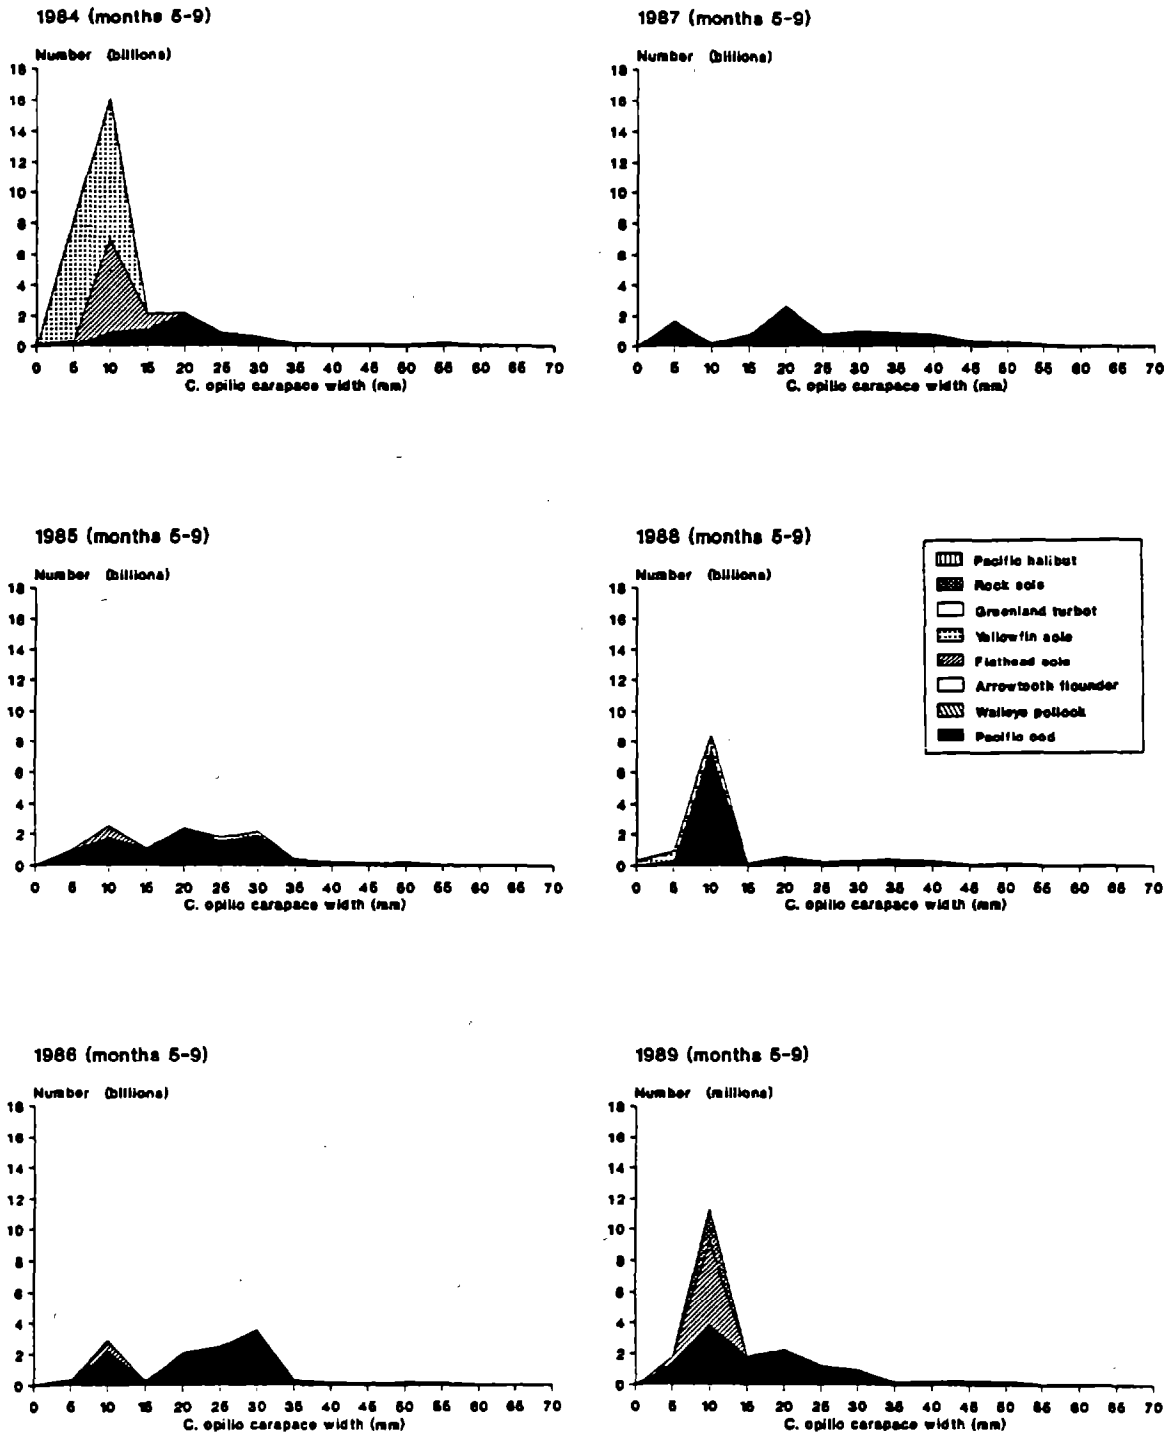 1984 (months 5-9)
Number (billions)
18
16
14
12
10
8
6
4
2
0
0 5 10 15 20 25 30 35 40 45 50 55 60 65 70
C. opilio carapace width (mm)
1987 (months 5-9)
Number (billions)
18
16
14
12
10
8
6
4
2
0
0 5 10 15 20 25 30 35 40 45 50 55 60 65 70
C. opilio carapace width (mm)
1985 (months 5-9)
Number (billions)
18
16
14
12
10
8
6
4
2
0
0 5 10 15 20 25 30 35 40 45 50 55 60 65 70
C. opilio carapace width (mm)
1988 (months 5-9)
Number (billions)
18
16
14
12
10
8
6
4
2
0
0 5 10 15 20 25 30 35 40 45 50 55 60 65 70
C. opilio carapace width (mm)
Pacific halibut
Rock sole
Greenland turbot
Yellowfin sole
Flathead sole
Arrowtooth flounder
Walleye pollock
Pacific cod
1986 (months 5-9)
Number (billions)
18
16
14
12
10
8
6
4
2
0
0 5 10 15 20 25 30 35 40 45 50 55 60 65 70
C. opilio carapace width (mm)
1989 (months 5-9)
Number (millions)
18
16
14
12
10
8
6
4
2
0
0 5 10 15 20 25 30 35 40 45 50 55 60 65 70
C. opilio carapace width (mm)